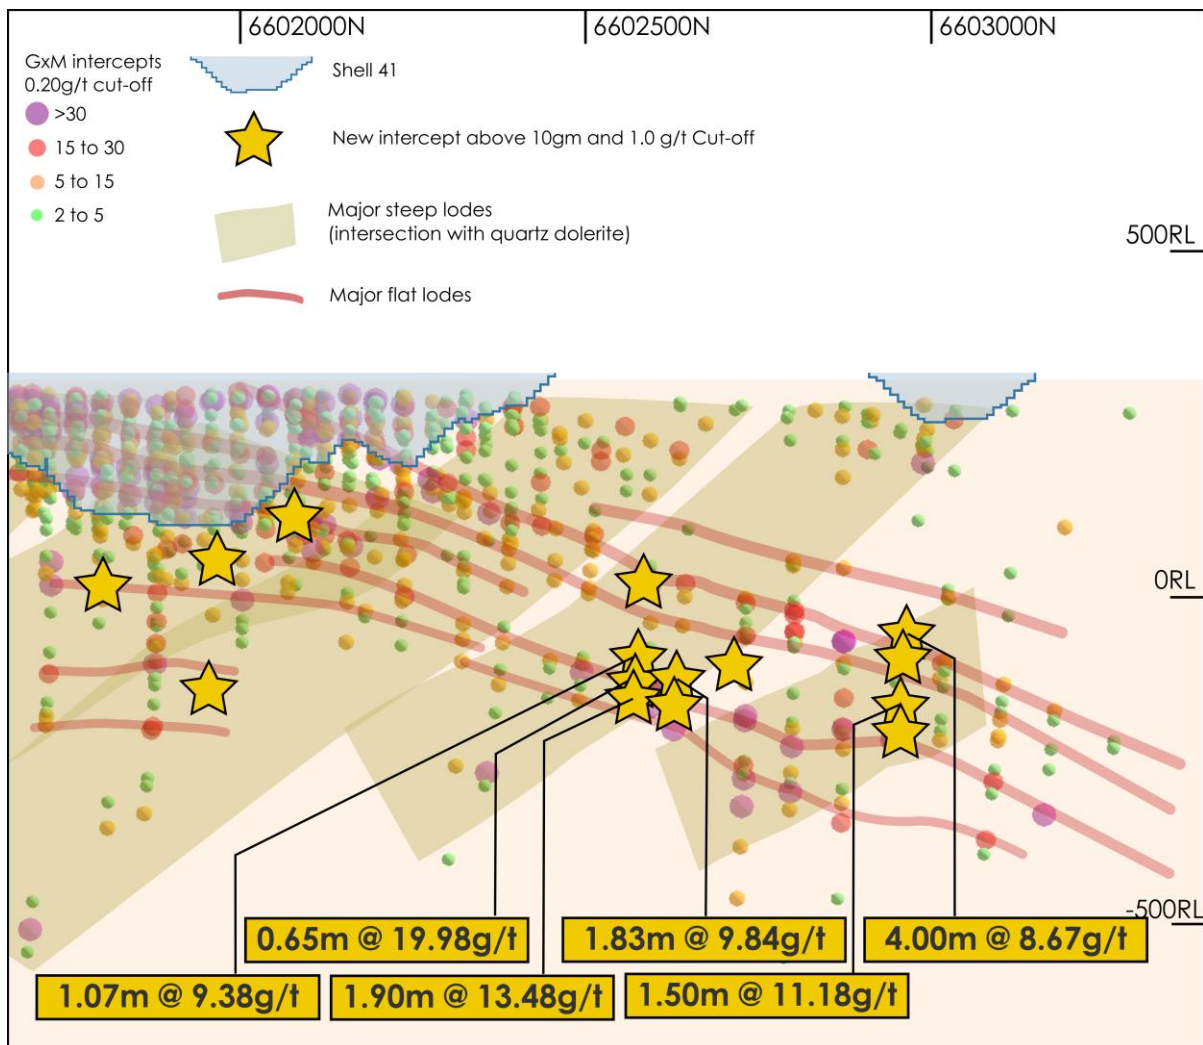 6602000N
6602500N
6603000N
GxM intercepts
0.20g/t cut-off
>30
15 to 30
5 to 15
2 to 5
Shell 41
New intercept above 10gm and 1.0 g/t Cut-off
Major steep lodes
(intersection with quartz dolerite)
Major flat lodes
500RL
0RL
-500RL
0.65m @ 19.98g/t
1.83m @ 9.84g/t
4.00m @ 8.67g/t
1.07m @ 9.38g/t
1.90m @ 13.48g/t
1.50m @ 11.18g/t